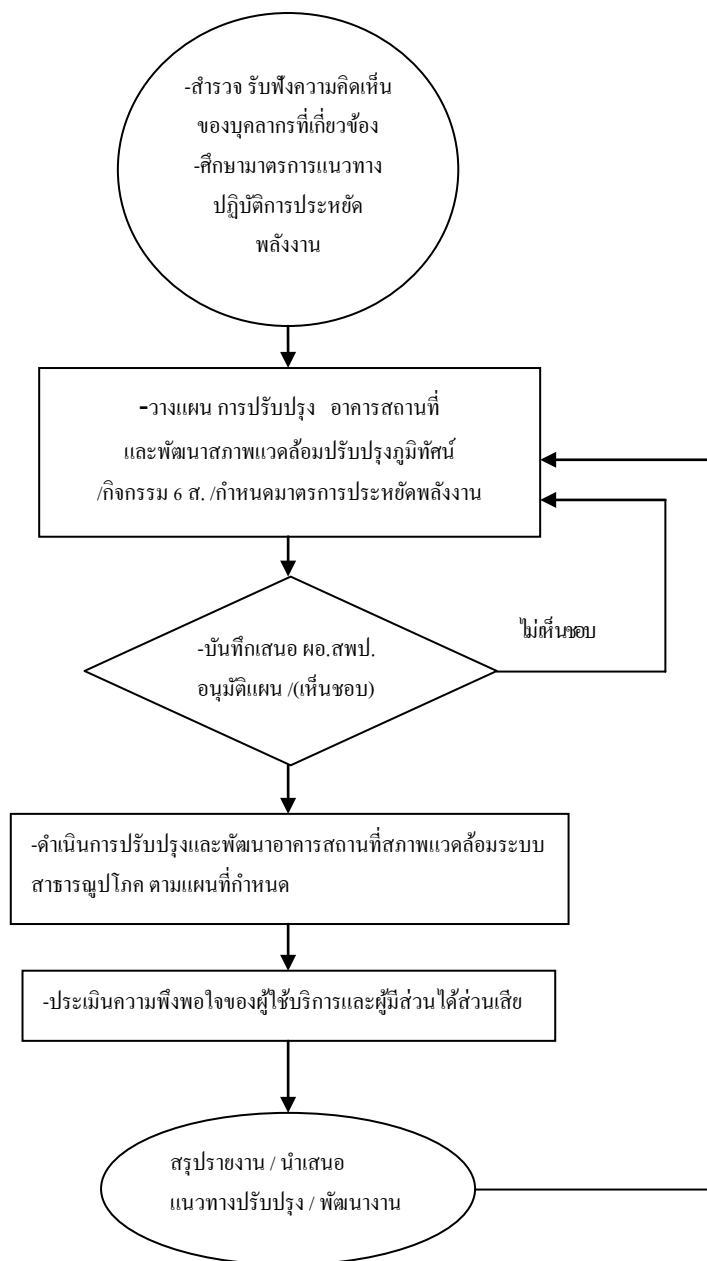 -สำรวจ รับฟังความคิดเห็น
ของบุคลากรที่เกี่ยวข้อง
-ศึกษามาตรการแนวทาง
ปฏิบัติการประหยัด
พลังงาน
-วางแผน การปรับปรุง อาคารสถานที่
และพัฒนาสภาพแวดล้อมปรับปรุงภูมิทัศน์
/กิจกรรม 6 ส. /กำหนดมาตรการประหยัดพลังงาน
-บันทึกเสนอ ผอ.สพป.
อนุมัติแผน /(เห็นชอบ)
ไม่เห็นชอบ
-ดำเนินการปรับปรุงและพัฒนาอาคารสถานที่สภาพแวดล้อมระบบ
สาธารณูปโภค ตามแผนที่กำหนด
-ประเมินความพึงพอใจของผู้ใช้บริการและผู้มีส่วนได้ส่วนเสีย
สรุปรายงาน / นำเสนอ
แนวทางปรับปรุง / พัฒนางาน